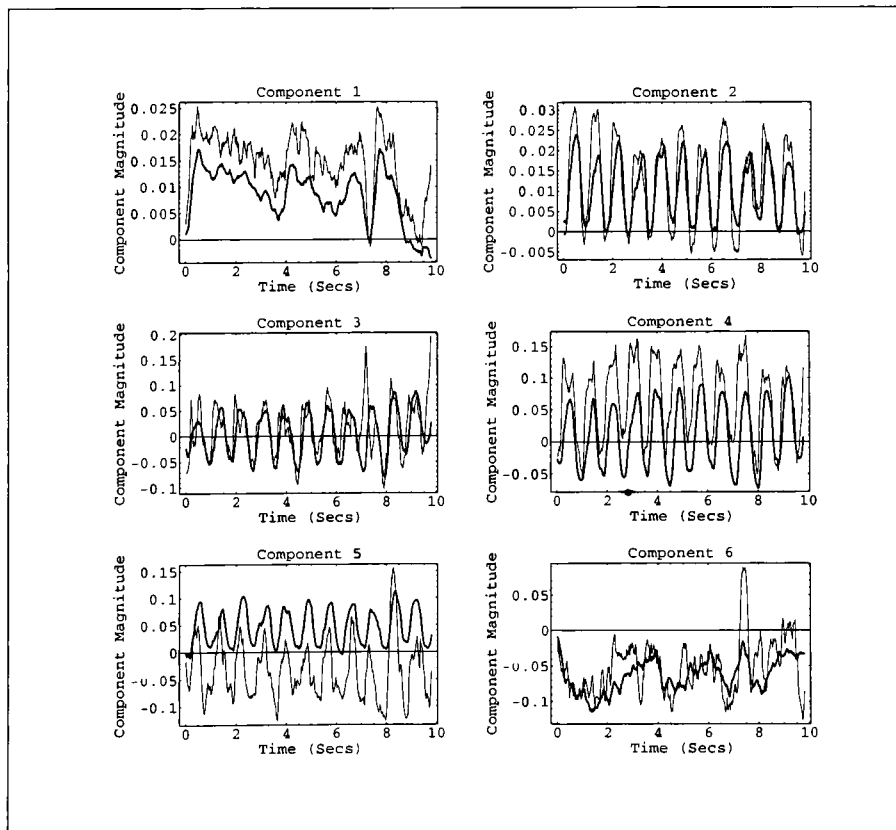 Component 1
Component Magnitude
0.025
0.02
0.015
0.01
0.005
0
0 2 4 6 8 10
Time (Secs)
Component 2
Component Magnitude
0.03
0.025
0.02
0.015
0.01
0.005
0
-0.005
0 2 4 6 8 10
Time (Secs)
Component 3
Component Magnitude
0.2
0.15
0.1
0.05
0
-0.05
-0.1
0 2 4 6 8 10
Time (Secs)
Component 4
Component Magnitude
0.15
0.1
0.05
0
-0.05
0 2 4 6 8 10
Time (Secs)
Component 5
Component Magnitude
0.15
0.1
0.05
0
-0.05
-0.1
0 2 4 6 8 10
Time (Secs)
Component 6
Component Magnitude
0.05
0
-0.05
-0.1
0 2 4 6 8 10
Time (Secs)